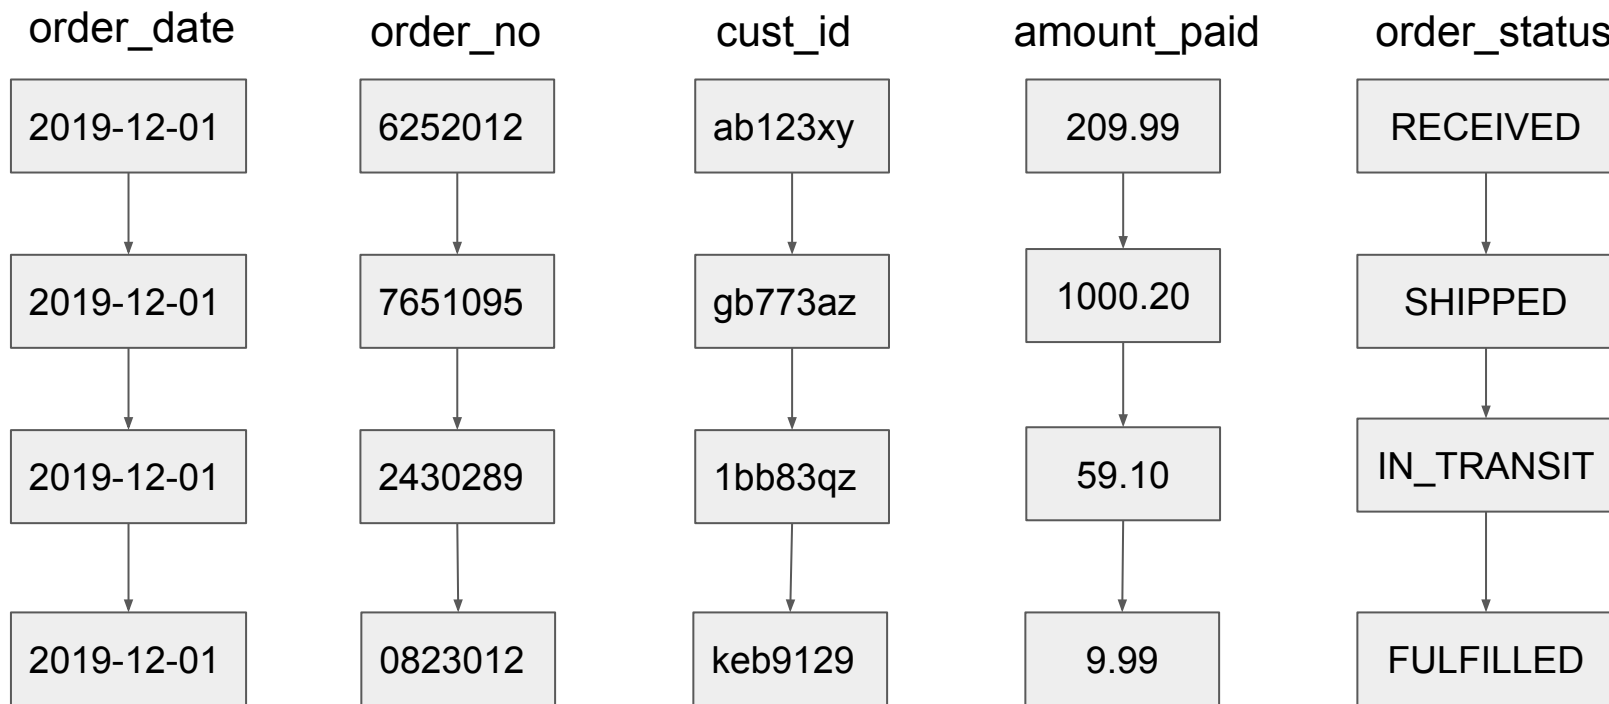 order_date order_no cust_id amount_paid order_status
2019-12-01 6252012 ab123xy 209.99 RECEIVED
2019-12-01 7651095 gb773az 1000.20 SHIPPED
2019-12-01 2430289 1bb83qz 59.10 IN_TRANSIT
2019-12-01 0823012 keb9129 9.99 FULFILLED